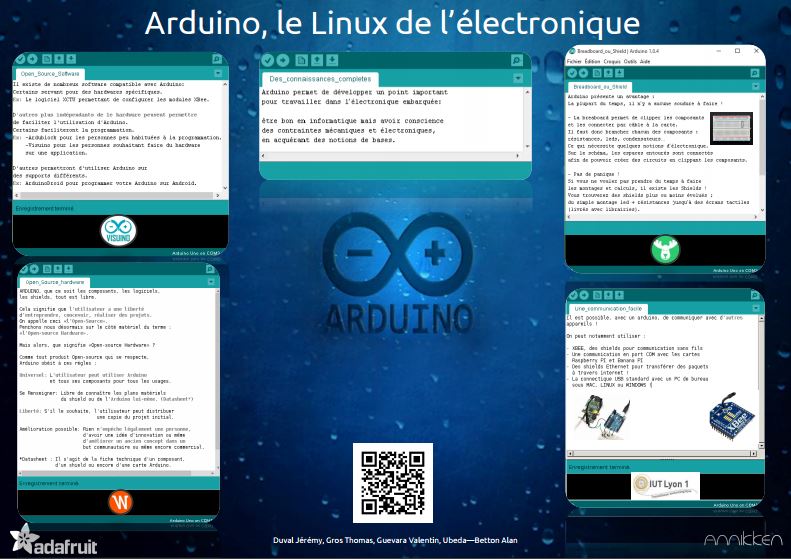 Arduino, le Linux de l’électronique
Open_Source_Software
Il existe de nombreux software compatible avec Arduino:
Certains servant pour des hardwares spécifiques.
Ex: le logiciel XCTU permettant de configurer les modules XBee.
D'autres plus indépendants de le hardware peuvent permettre
de faciliter l'utilisation d'Arduino.
Certains faciliteront la programmation.
Ex: -Ardublock pour les personnes peu habituées à la programmation.
-Visuino pour les personnes souhaitant faire du hardware
sur une application.
D'autres permettront d'utiliser Arduino sur
des supports différents.
Ex: ArduinoDroid pour programmer votre Arduino sur Android.
Enregistrement terminé.
VISUINO
Arduino Uno on COM3
Des_connaissances_completes
Arduino permet de développer un point important
pour travailler dans l'électronique embarquée:
être bon en informatique mais avoir conscience
des contraintes mécaniques et électroniques,
en acquérant des notions de bases.
Breadboard_ou_Shield | Arduino 1.0.4
Fichier Édition Croquis Outils Aide
Breadboard_ou_Shield
Arduino présente un avantage :
La plupart du temps, il n'y a aucune soudure à faire !
- La breadboard permet de clipper les composants
et les connecter par câble à la carte.
Il faut donc brancher chacun des composants :
résistances, leds, condensateurs.
Ce qui nécessite quelques notions d'électronique.
Sur le schéma, les espaces entourés sont connectés
afin de pouvoir créer des circuits en clippant les composants.
- Pas de panique !
Si vous ne voulez pas prendre du temps à faire
les montages et calculs, il existe les Shields !
Vous trouverez des shields plus ou moins évolués :
du simple montage led + résistances jusqu'à des écrans tactiles
(livrés avec librairies).
Arduino Uno on COM3
Open_Source_hardware
ARDUINO, que ce soit les composants, les logiciels,
les shields, tout est libre.
Cela signifie que l'utilisateur a une liberté
d'entreprendre, concevoir, réaliser des projets.
On appelle ceci «l'Open-Source».
Penchons nous désormais sur le côté matériel du terme :
«l'Open-source Hardware».
Mais alors, que signifie «Open-source Hardware» ?
Comme tout produit Open-source qui se respecte,
Arduino obéit à ces règles :
Universel: L'utilisateur peut utiliser Arduino
et tous ses composants pour tous les usages.
Se Renseigner: Libre de connaître les plans matériels
du shield ou de l'Arduino lui-même. (Datasheet*)
Liberté: S'il le souhaite, l'utilisateur peut distribuer
une copie du projet initial.
Amélioration possible: Rien n'empêche légalement une personne,
d'avoir une idée d'innovation ou même
d'améliorer un ancien concept dans un
but communautaire ou même encore commercial.
*Datasheet : Il s'agit de la fiche technique d'un composant,
d'un shield ou encore d'une carte Arduino.
Enregistrement terminé.
W
Arduino Uno on COM3
ARDUINO
Une_communication_facile
Il est possible, avec un arduino, de communiquer avec d'autres
appareils !
On peut notamment utiliser :
- XBEE, des shields pour communication sans fils
- Une communication en port COM avec les cartes
Raspberry PI et Banana PI
- Des shields Ethernet pour transférer des paquets
à travers internet !
- La connectique USB standard avec un PC de bureau
sous MAC, LINUX ou WINDOWS !
XBee
Enregistrement terminé.
IUT Lyon 1
Arduino Uno on COM3
adafruit
Duval Jérémy, Gros Thomas, Guevara Valentin, Ubeda—Betton Alan
ANNIKKEN